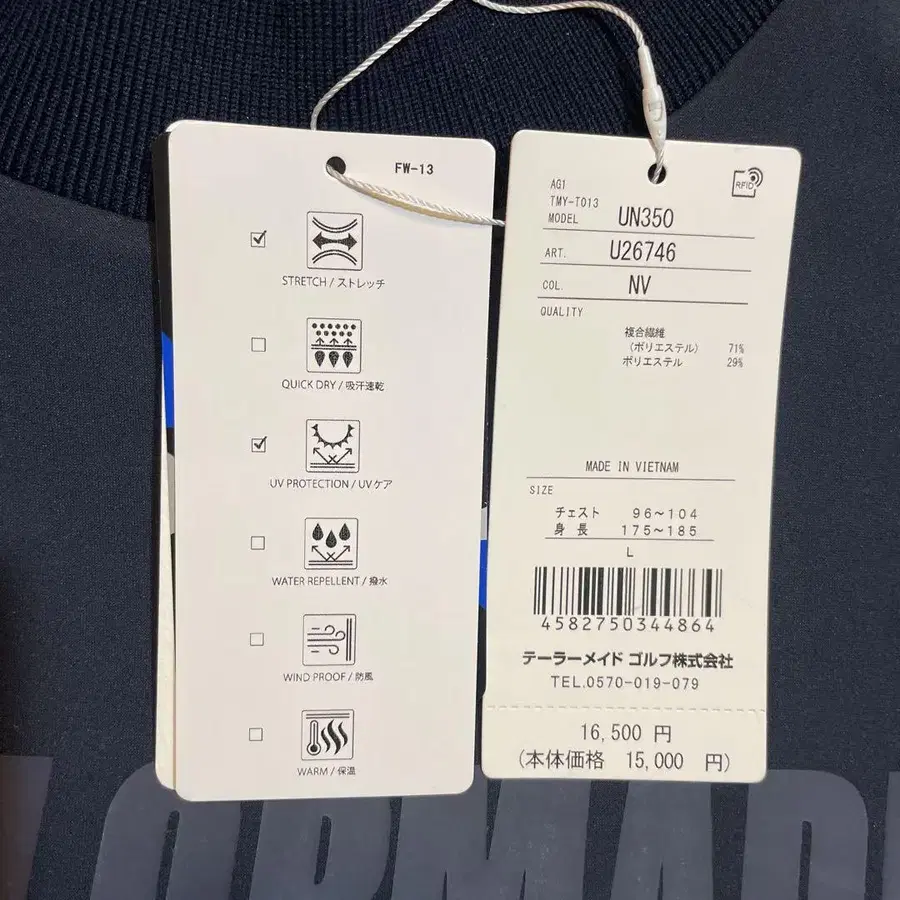 FW-13
STRETCH / ストレッチ
QUICK DRY / 吸汗速乾
UV PROTECTION / UVケア
WATER REPELLENT / 撥水
WIND PROOF / 防風
WARM / 保温
RFID
AG1
TMY-T013
MODEL UN350
ART. U26746
COL. NV
QUALITY
複合繊維
(ポリエステル) 71%
ポリエステル 29%
MADE IN VIETNAM
SIZE
チェスト 96～104
身 長 175～185
L
4582750344864
テーラーメイド ゴルフ株式会社
TEL.0570-019-079
16,500 円
(本体価格 15,000 円)